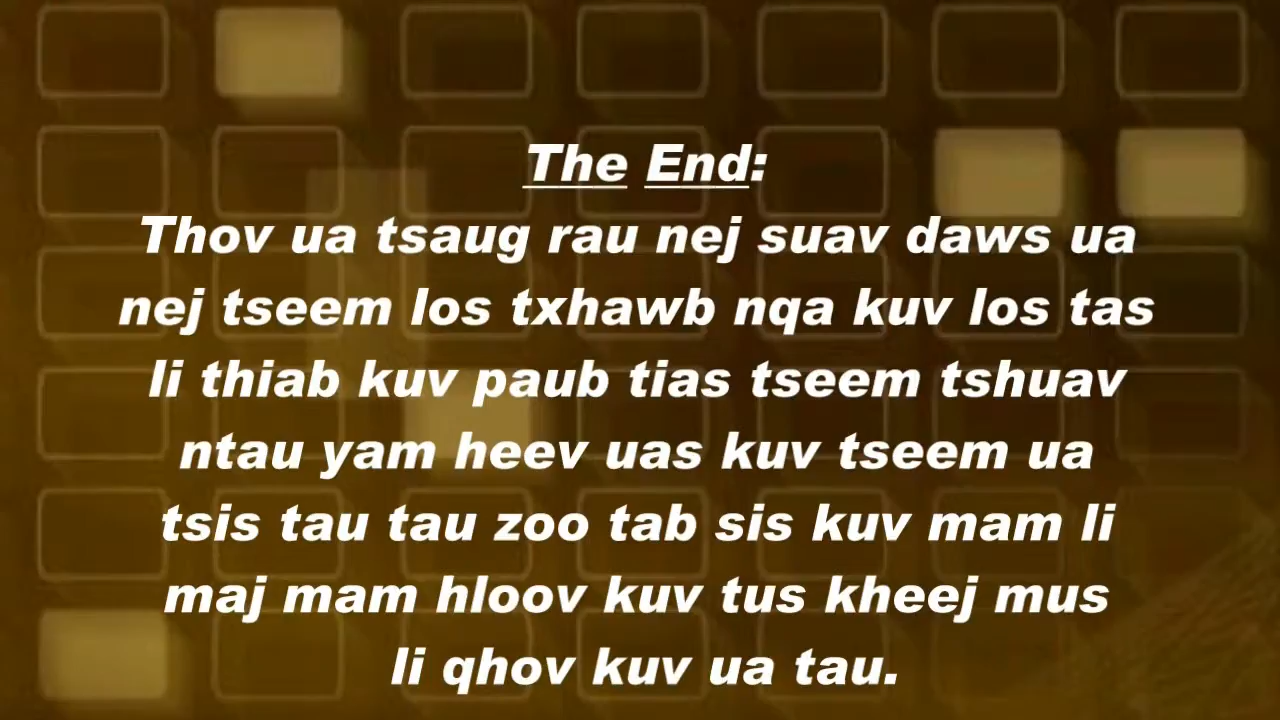 The End:
Thov ua tsaug rau nej suav daws ua
nej tseem los txhawb nqa kuv los tas
li thiab kuv paub tias tseem tshuav
ntau yam heev uas kuv tseem ua
tsis tau tau zoo tab sis kuv mam li
maj mam hloov kuv tus kheej mus
li qhov kuv ua tau.